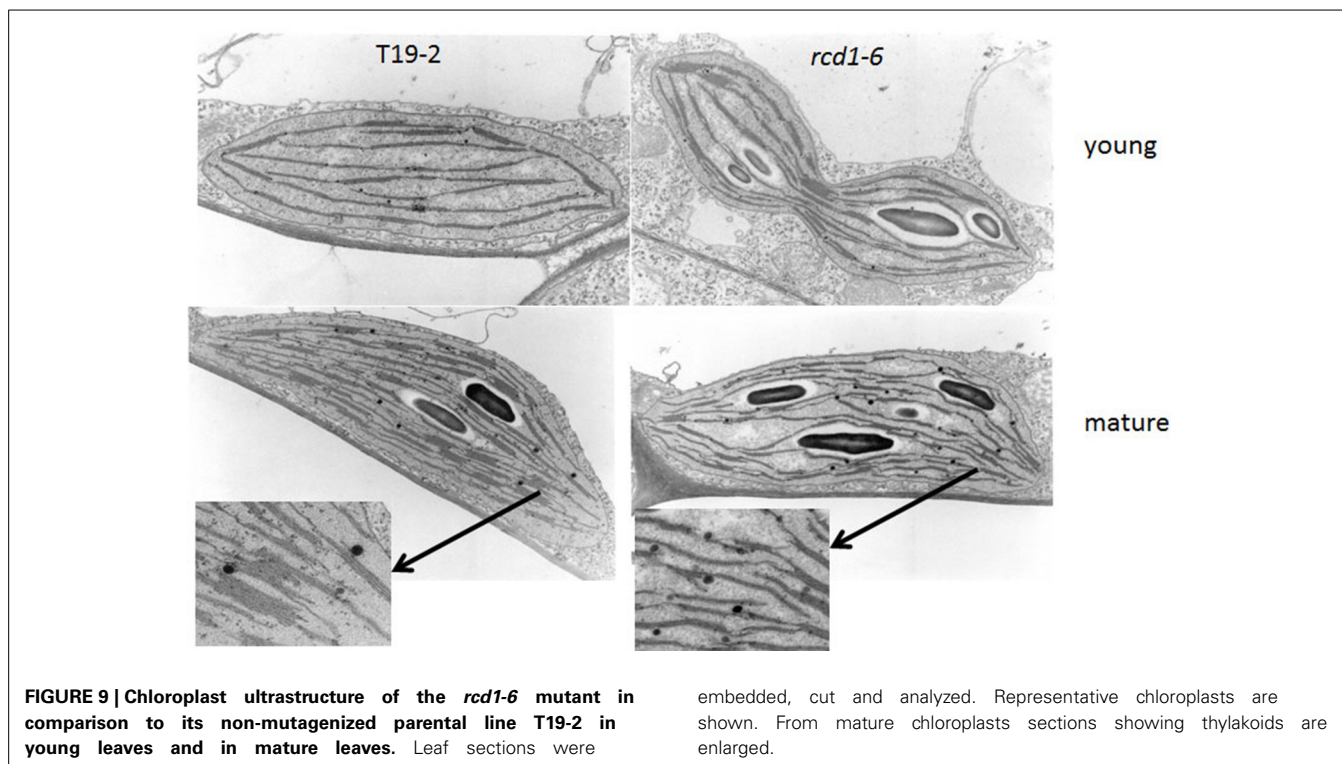 T19-2
rcd1-6
young
mature
FIGURE 9 | Chloroplast ultrastructure of the rcd1-6 mutant in
comparison to its non-mutagenized parental line T19-2 in
young leaves and in mature leaves. Leaf sections were
embedded, cut and analyzed. Representative chloroplasts are
shown. From mature chloroplasts sections showing thylakoids are
enlarged.